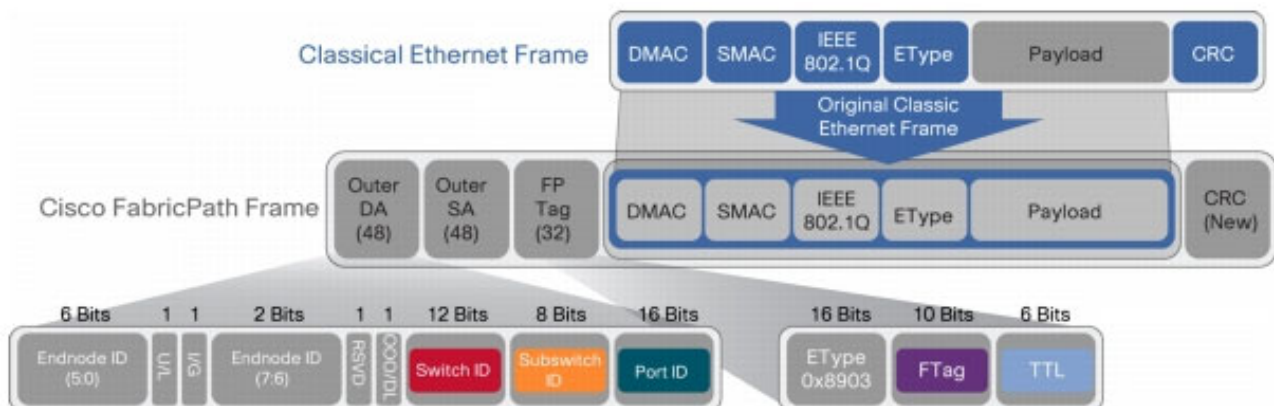 Classical Ethernet Frame
DMAC
SMAC
IEEE
802.1Q
EType
Payload
CRC
Original Classic
Ethernet Frame
Cisco FabricPath Frame
Outer
DA
(48)
Outer
SA
(48)
FP
Tag
(32)
DMAC
SMAC
IEEE
802.1Q
EType
Payload
CRC
(New)
6 Bits
1
1
2 Bits
1
1
12 Bits
8 Bits
16 Bits
Endnode ID
(5:0)
U/L
I/G
Endnode ID
(7:6)
RSVD
OOO/DL
Switch ID
Subswitch
ID
Port ID
16 Bits
10 Bits
6 Bits
EType
0x8903
FTag
TTL